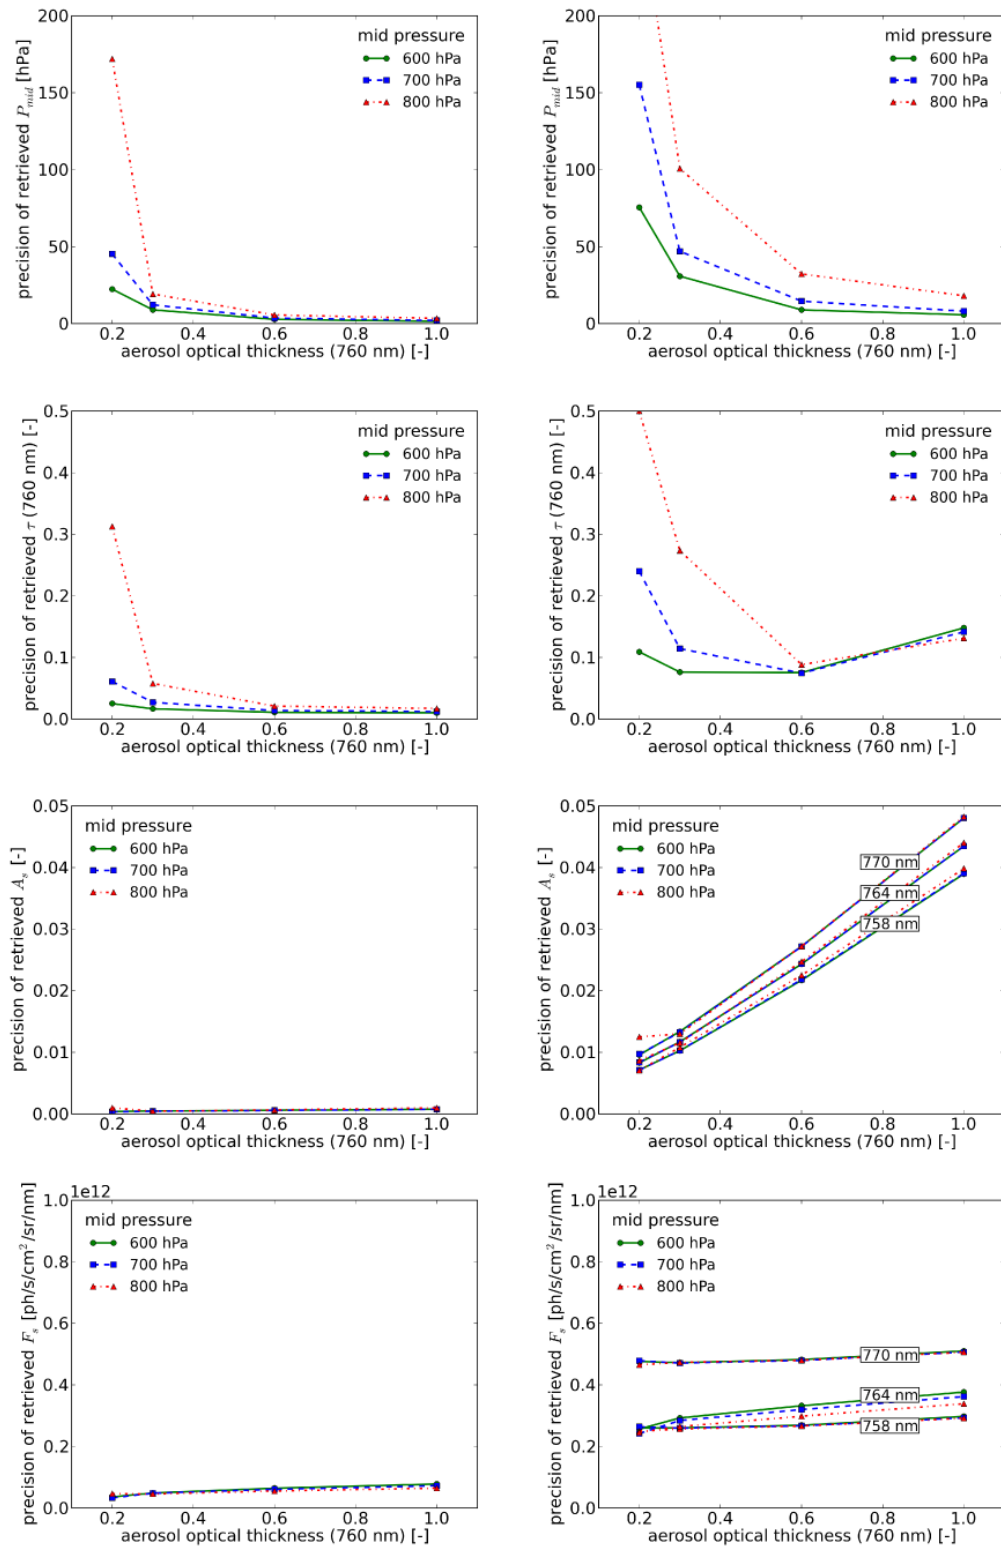 precision of retrieved P_mid [hPa]
200
150
100
50
0
mid pressure
600 hPa
700 hPa
800 hPa
0.2 0.4 0.6 0.8 1.0
aerosol optical thickness (760 nm) [-]
precision of retrieved P_mid [hPa]
200
150
100
50
0
mid pressure
600 hPa
700 hPa
800 hPa
0.2 0.4 0.6 0.8 1.0
aerosol optical thickness (760 nm) [-]
precision of retrieved τ (760 nm) [-]
0.5
0.4
0.3
0.2
0.1
0.0
mid pressure
600 hPa
700 hPa
800 hPa
0.2 0.4 0.6 0.8 1.0
aerosol optical thickness (760 nm) [-]
precision of retrieved τ (760 nm) [-]
0.5
0.4
0.3
0.2
0.1
0.0
mid pressure
600 hPa
700 hPa
800 hPa
0.2 0.4 0.6 0.8 1.0
aerosol optical thickness (760 nm) [-]
precision of retrieved A_s [-]
0.05
0.04
0.03
0.02
0.01
0.00
mid pressure
600 hPa
700 hPa
800 hPa
0.2 0.4 0.6 0.8 1.0
aerosol optical thickness (760 nm) [-]
precision of retrieved A_s [-]
0.05
0.04
0.03
0.02
0.01
0.00
mid pressure
600 hPa
700 hPa
800 hPa
770 nm
764 nm
758 nm
0.2 0.4 0.6 0.8 1.0
aerosol optical thickness (760 nm) [-]
precision of retrieved F_s [ph/s/cm²/sr/nm]
1e12
1.0
0.8
0.6
0.4
0.2
0.0
mid pressure
600 hPa
700 hPa
800 hPa
0.2 0.4 0.6 0.8 1.0
aerosol optical thickness (760 nm) [-]
precision of retrieved F_s [ph/s/cm²/sr/nm]
1e12
1.0
0.8
0.6
0.4
0.2
0.0
mid pressure
600 hPa
700 hPa
800 hPa
770 nm
764 nm
758 nm
0.2 0.4 0.6 0.8 1.0
aerosol optical thickness (760 nm) [-]